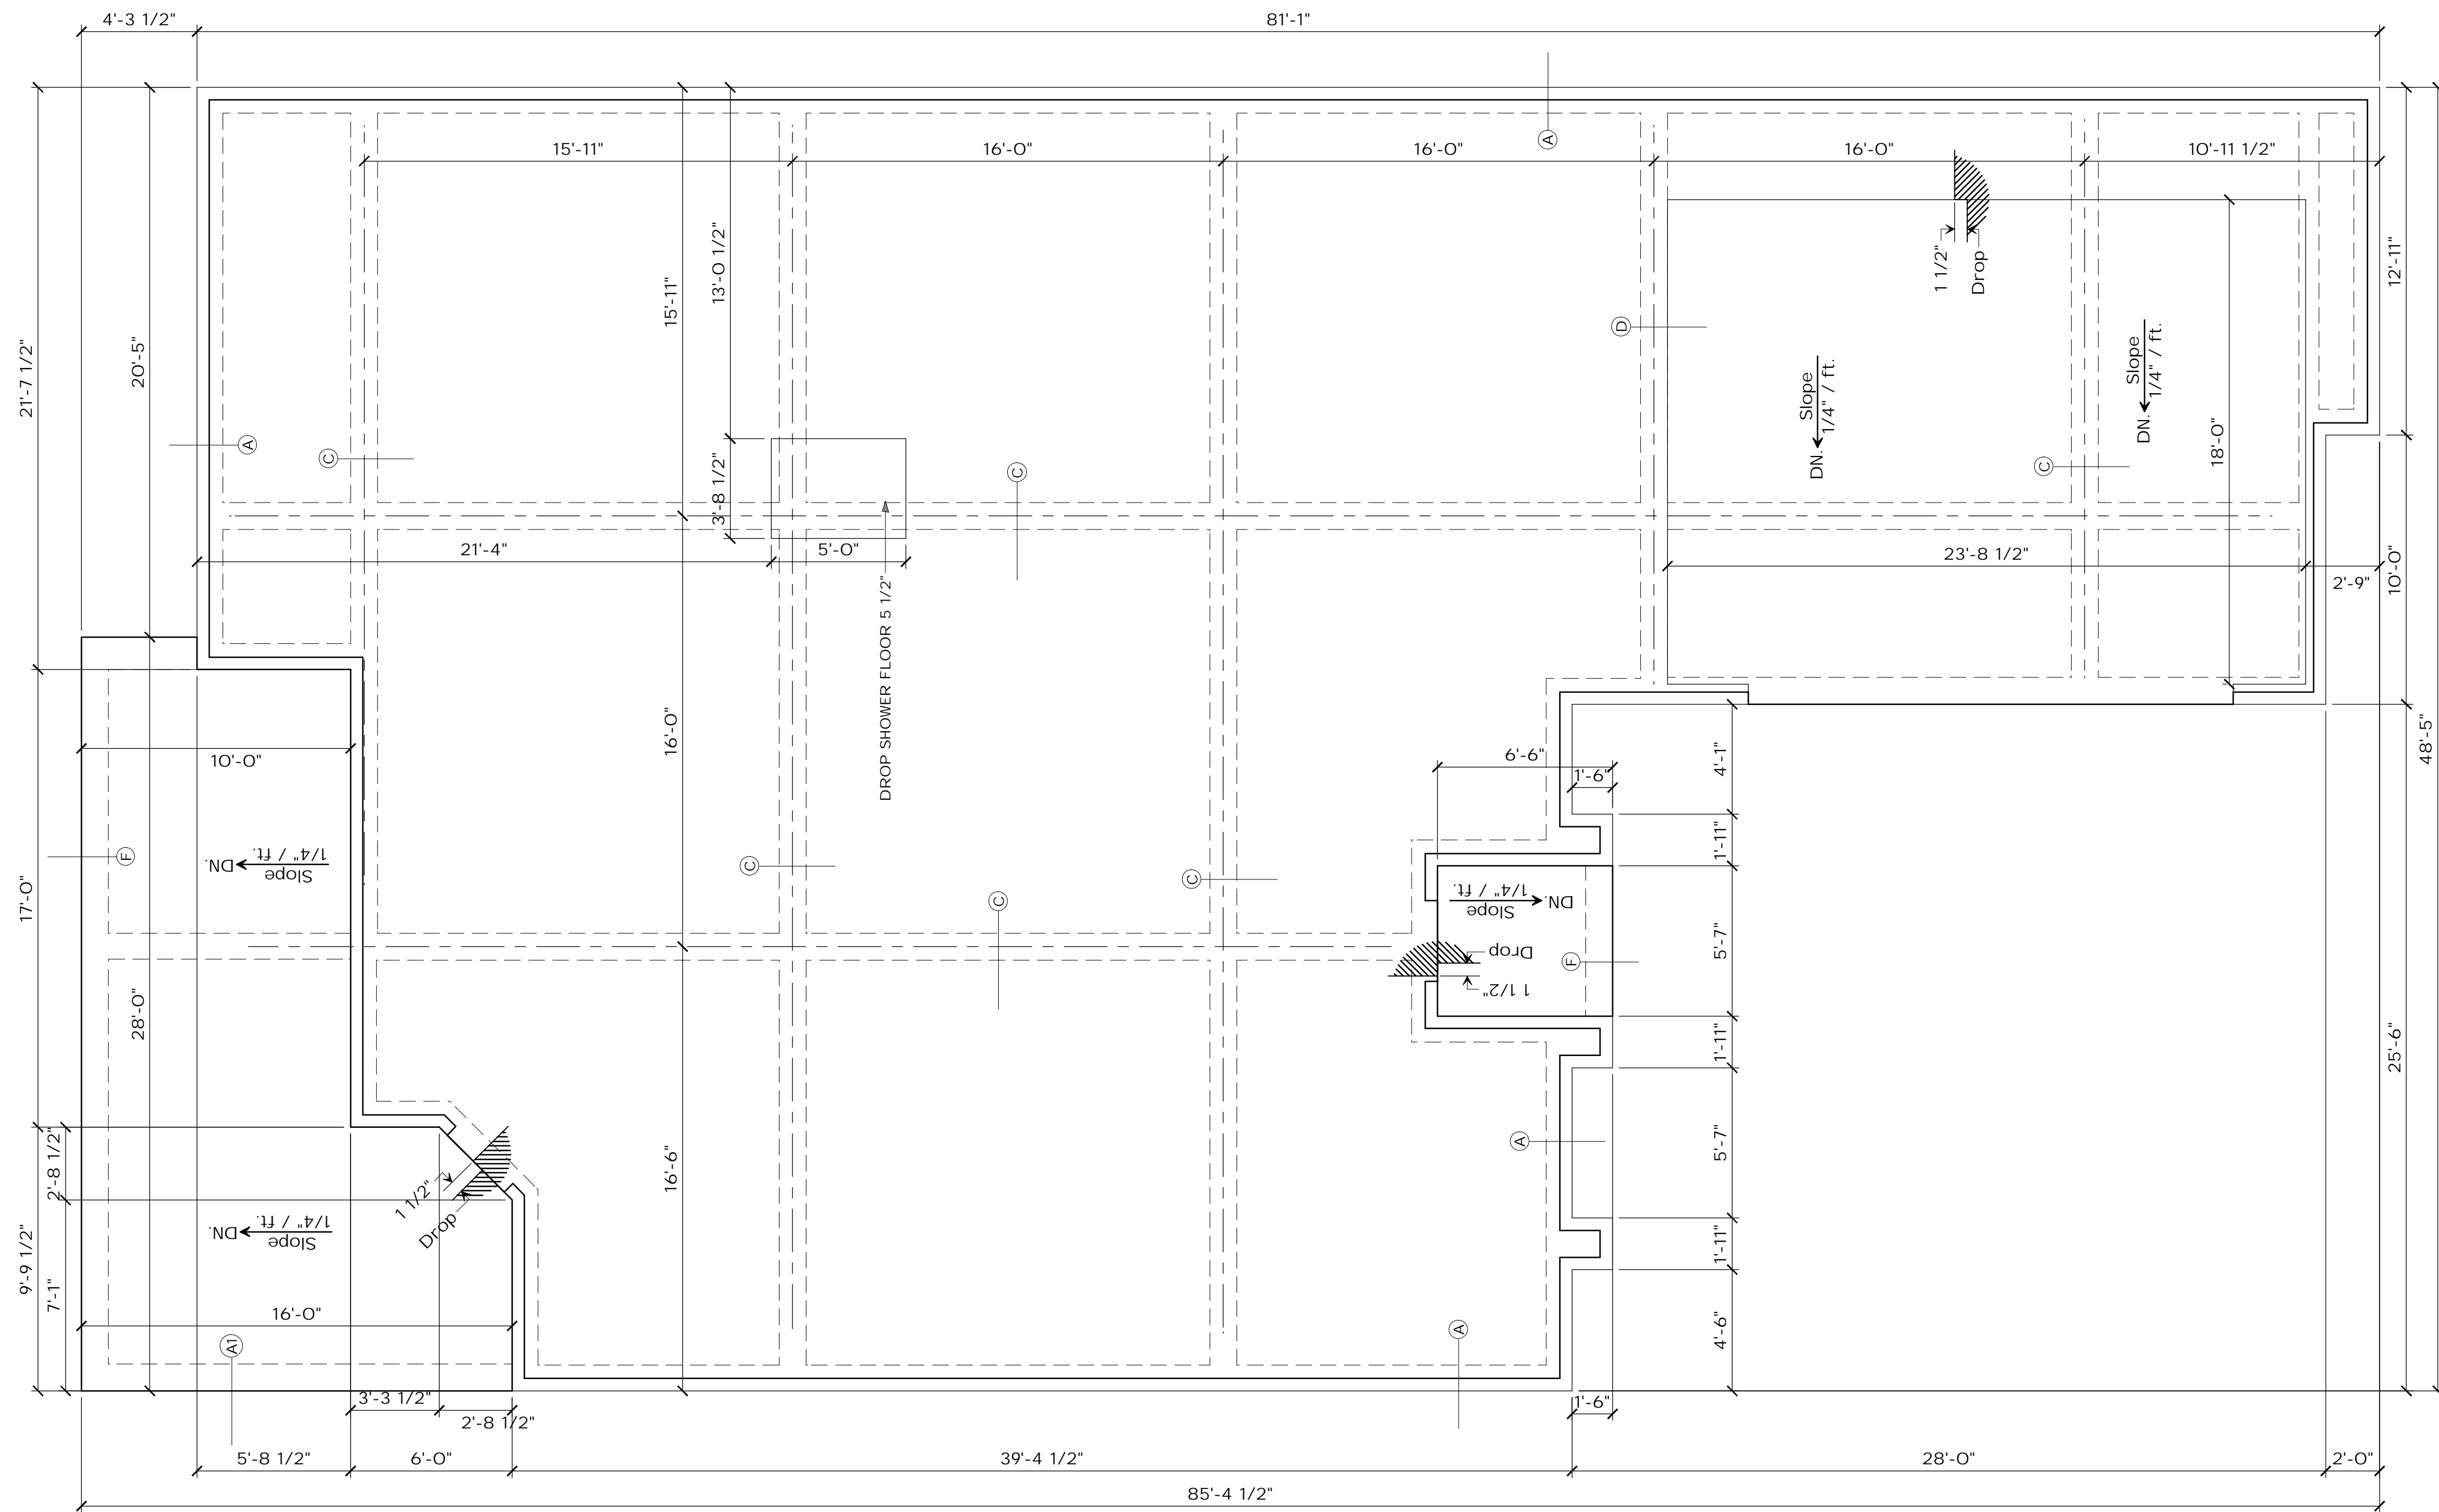 4'-3 1/2"
81'-1"
15'-11"
16'-0"
16'-0"
16'-0"
10'-11 1/2"
A
21'-7 1/2"
20'-5"
15'-11"
13'-0 1/2"
1 1/2"
Drop
12'-11"
D
Slope
1/4" / ft.
DN.
Slope
1/4" / ft.
DN.
18'-0"
A
C
C
C
3'-8 1/2"
21'-4"
5'-0"
23'-8 1/2"
2'-9"
10'-0"
DROP SHOWER FLOOR 5 1/2"
16'-0"
10'-0"
6'-6"
1'-6"
4'-1"
48'-5"
F
Slope
1/4" / ft.
DN.
C
C
C
1'-11"
17'-0"
28'-0"
Slope
1/4" / ft.
DN.
Drop
1 1/2"
F
5'-7"
1'-11"
25'-6"
2'-8 1/2"
9'-9 1/2"
7'-1"
1 1/2"
Drop
16'-6"
A
5'-7"
Slope
1/4" / ft.
DN.
1'-11"
16'-0"
A1
A
4'-6"
3'-3 1/2"
2'-8 1/2"
1'-6"
5'-8 1/2"
6'-0"
39'-4 1/2"
28'-0"
2'-0"
85'-4 1/2"